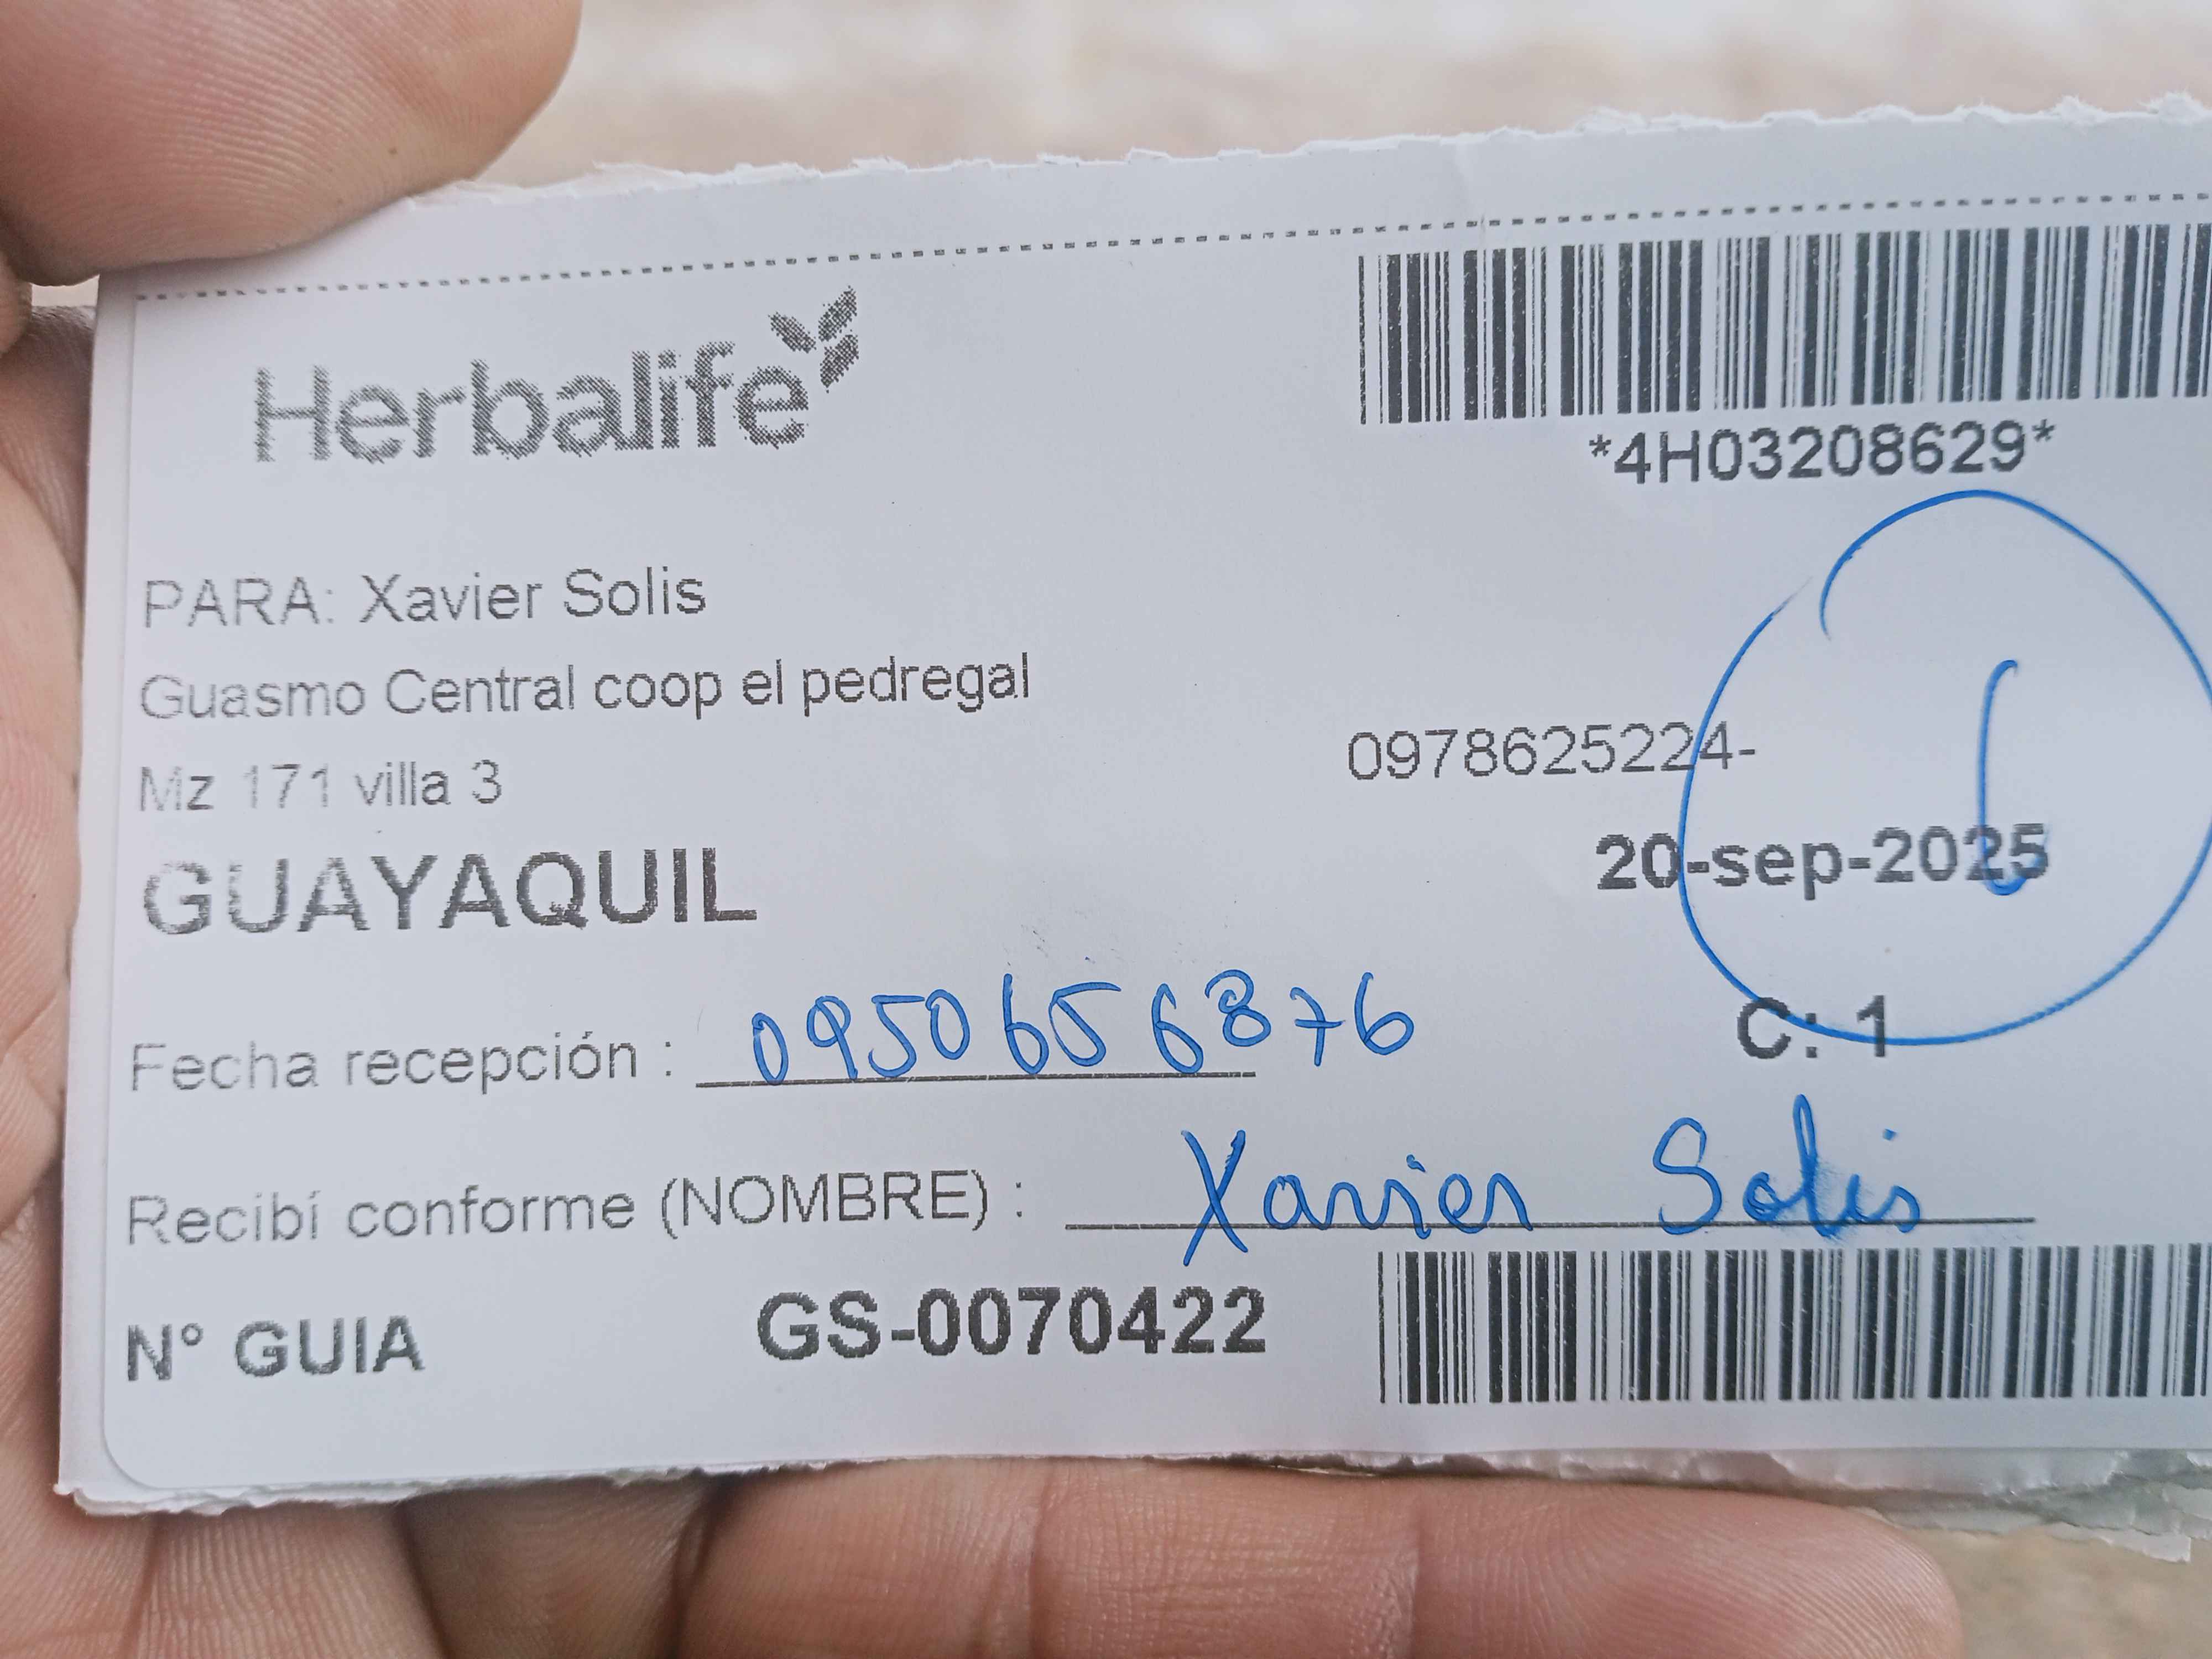 Herbalife
*4H03208629*
PARA: Xavier Solis
Guasmo Central coop el pedregal
0978625224-
Mz 171 villa 3
20-sep-2025
GUAYAQUIL
C: 1
Fecha recepción : 0950656876
Recibí conforme (NOMBRE) : Xavier Solis
N° GUIA GS-0070422